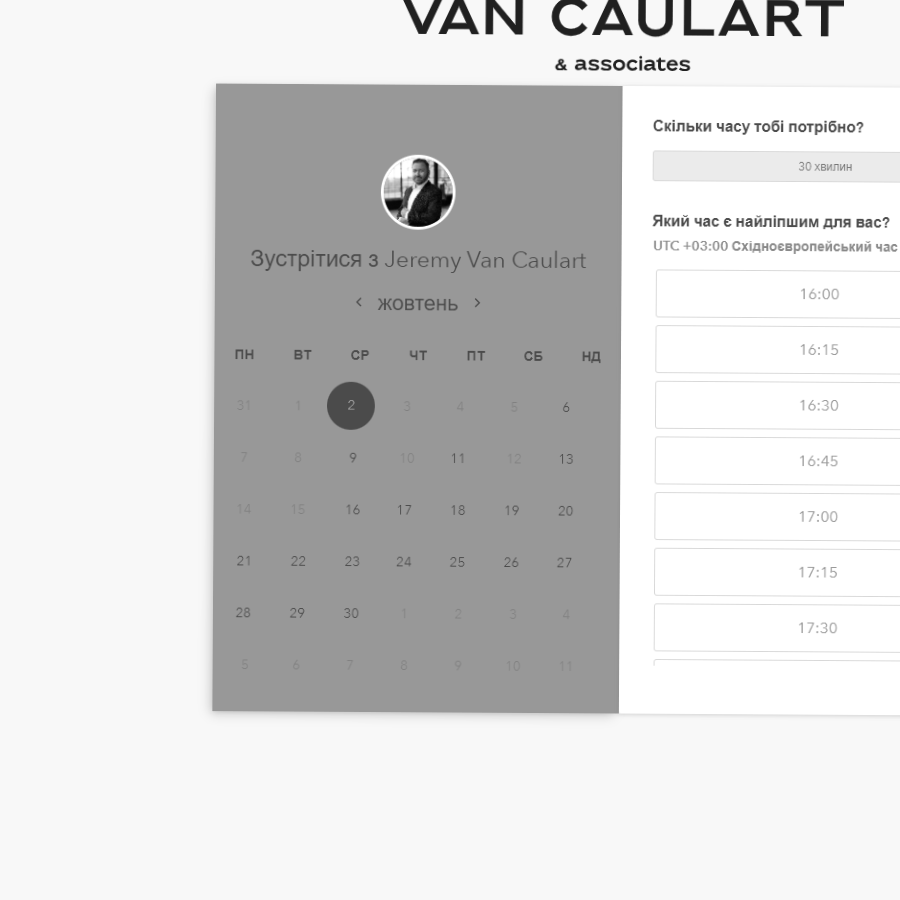 VAN CAULART
& associates
Зустрітися з Jeremy Van Caulart
жовтень
ПН ВТ СР ЧТ ПТ СБ НД
31 1 2 3 4 5 6
7 8 9 10 11 12 13
14 15 16 17 18 19 20
21 22 23 24 25 26 27
28 29 30 1 2 3 4
5 6 7 8 9 10 11
Скільки часу тобі потрібно?
30 хвилин
Який час є найліпшим для вас?
UTC +03:00 Східноєвропейський час
16:00
16:15
16:30
16:45
17:00
17:15
17:30